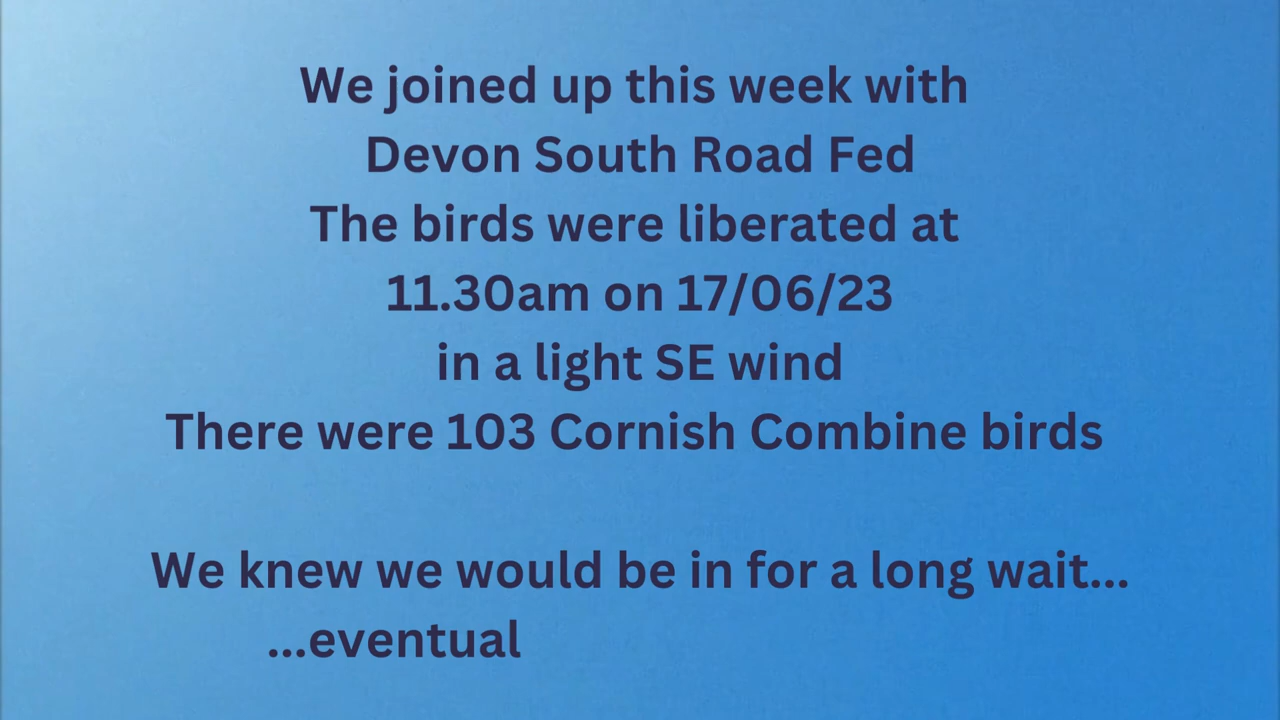 We joined up this week with
Devon South Road Fed
The birds were liberated at
11.30am on 17/06/23
in a light SE wind
There were 103 Cornish Combine birds
We knew we would be in for a long wait...
...eventual